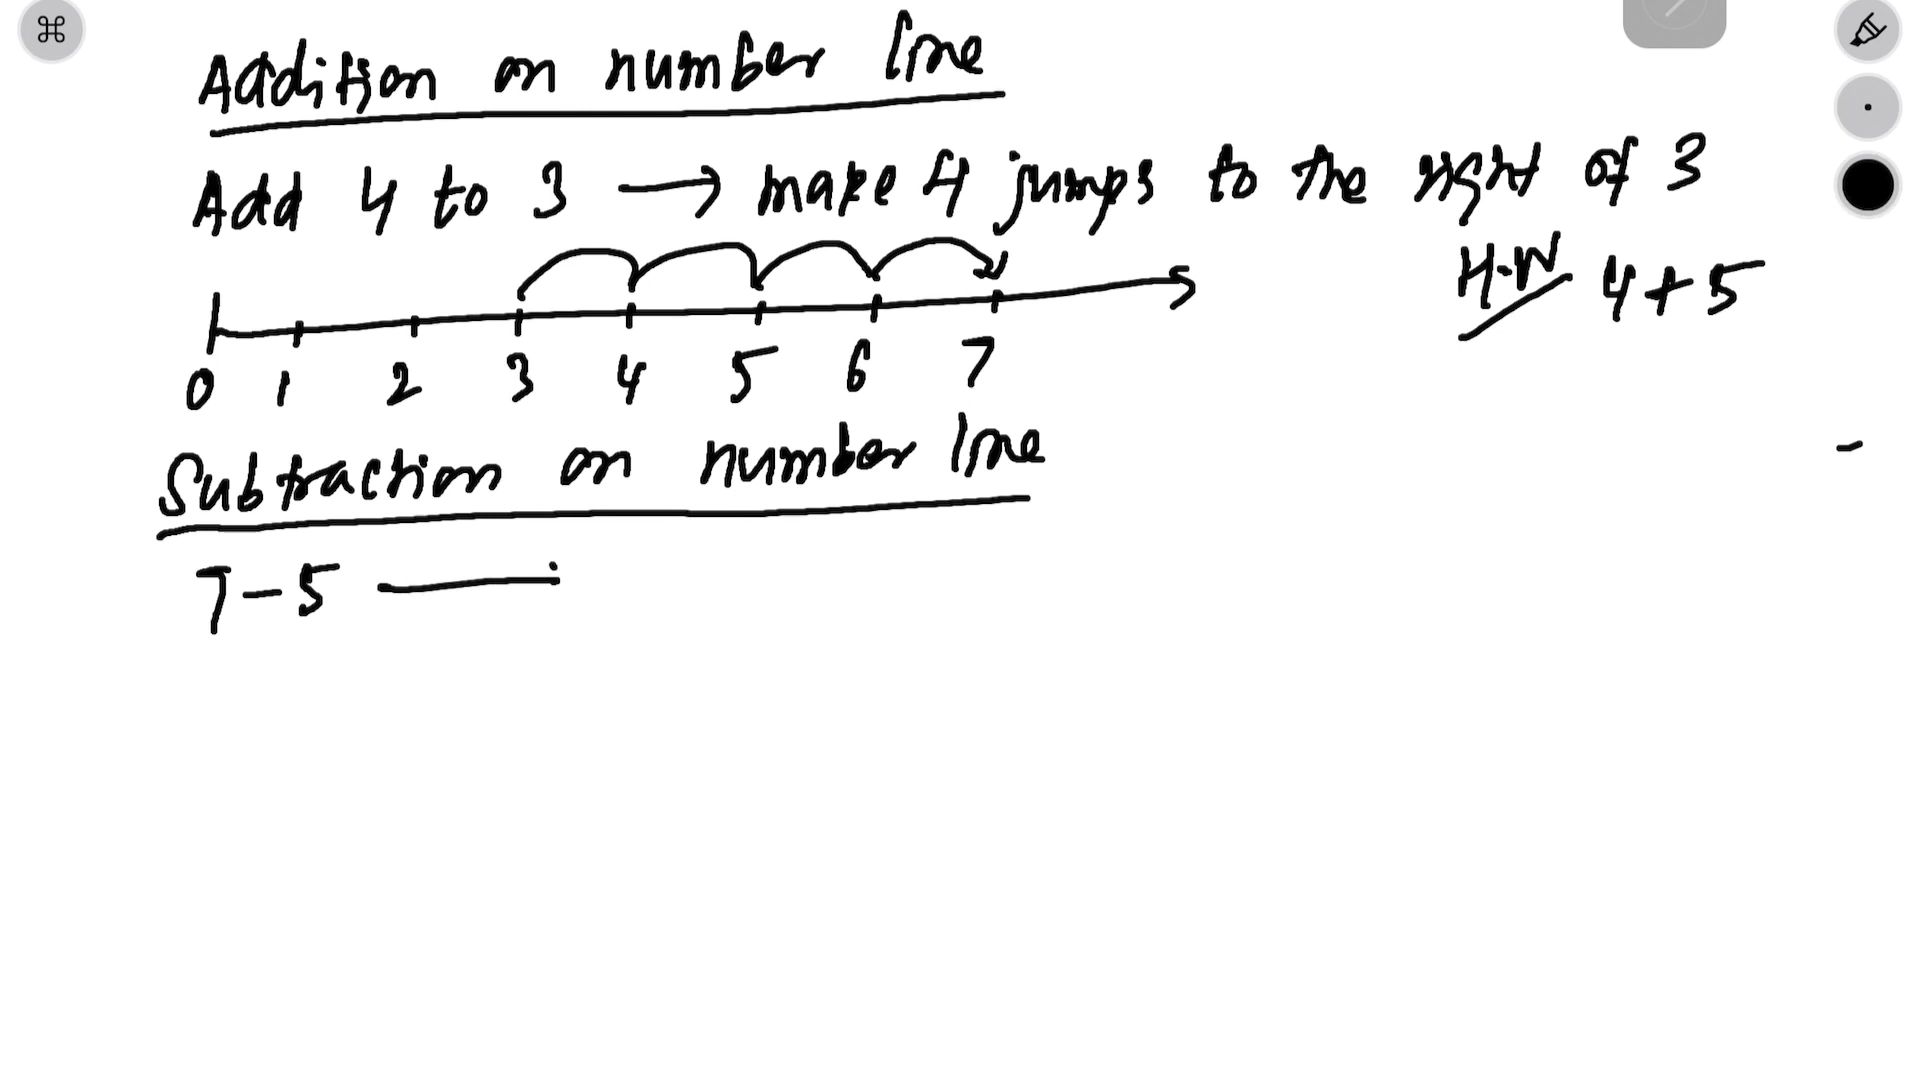 Addition on number line
Add 4 to 3 → make 4 jumps to the right of 3
H.W 4+5
0 1 2 3 4 5 6 7
Subtraction on number line
7-5 —